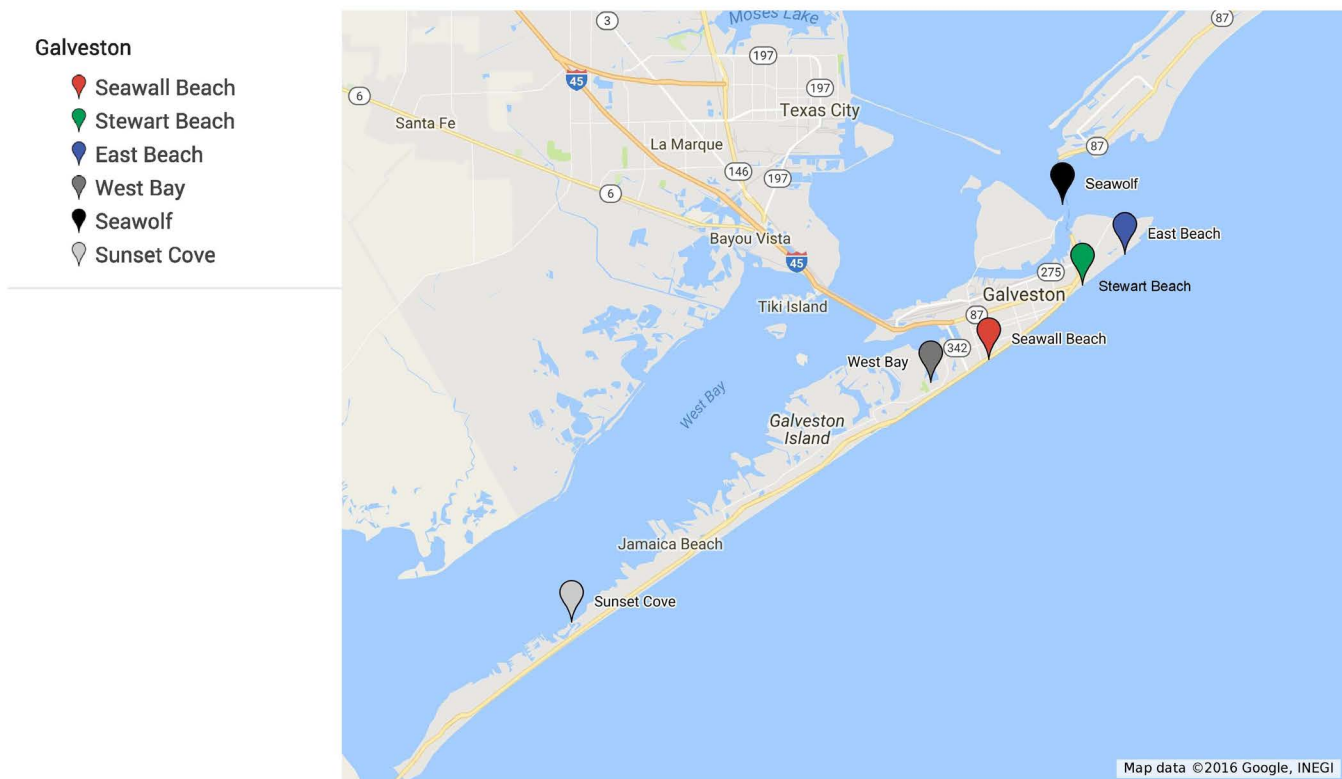 Galveston
Seawall Beach
Stewart Beach
East Beach
West Bay
Seawolf
Sunset Cove
Moses Lake
3
87
197
45
197
6
Texas City
Santa Fe
La Marque
87
146
197
Seawolf
6
East Beach
Bayou Vista
45
275
Stewart Beach
Galveston
Tiki Island
87
Seawall Beach
342
West Bay
West Bay
Galveston
Island
Jamaica Beach
Sunset Cove
Map data ©2016 Google, INEGI